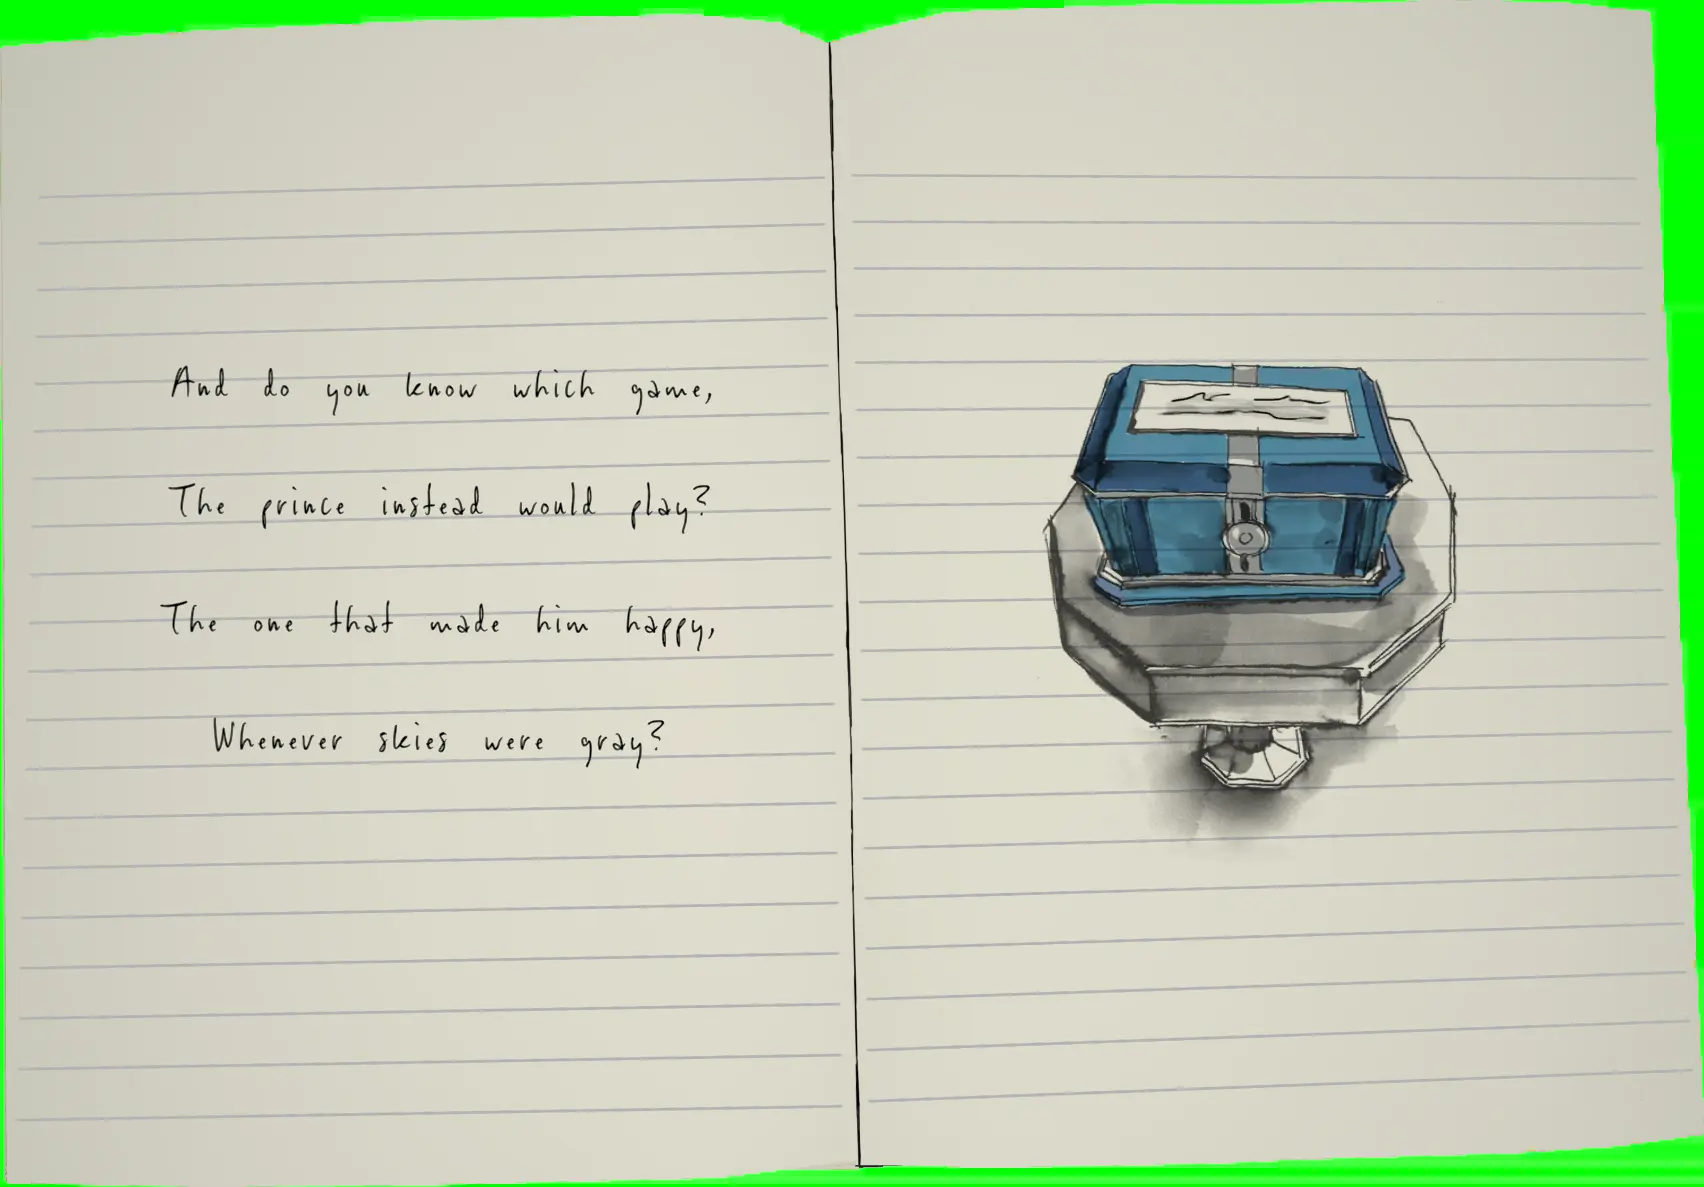 And do you know which game,
The prince instead would play?
The one that made him happy,
Whenever skies were gray?